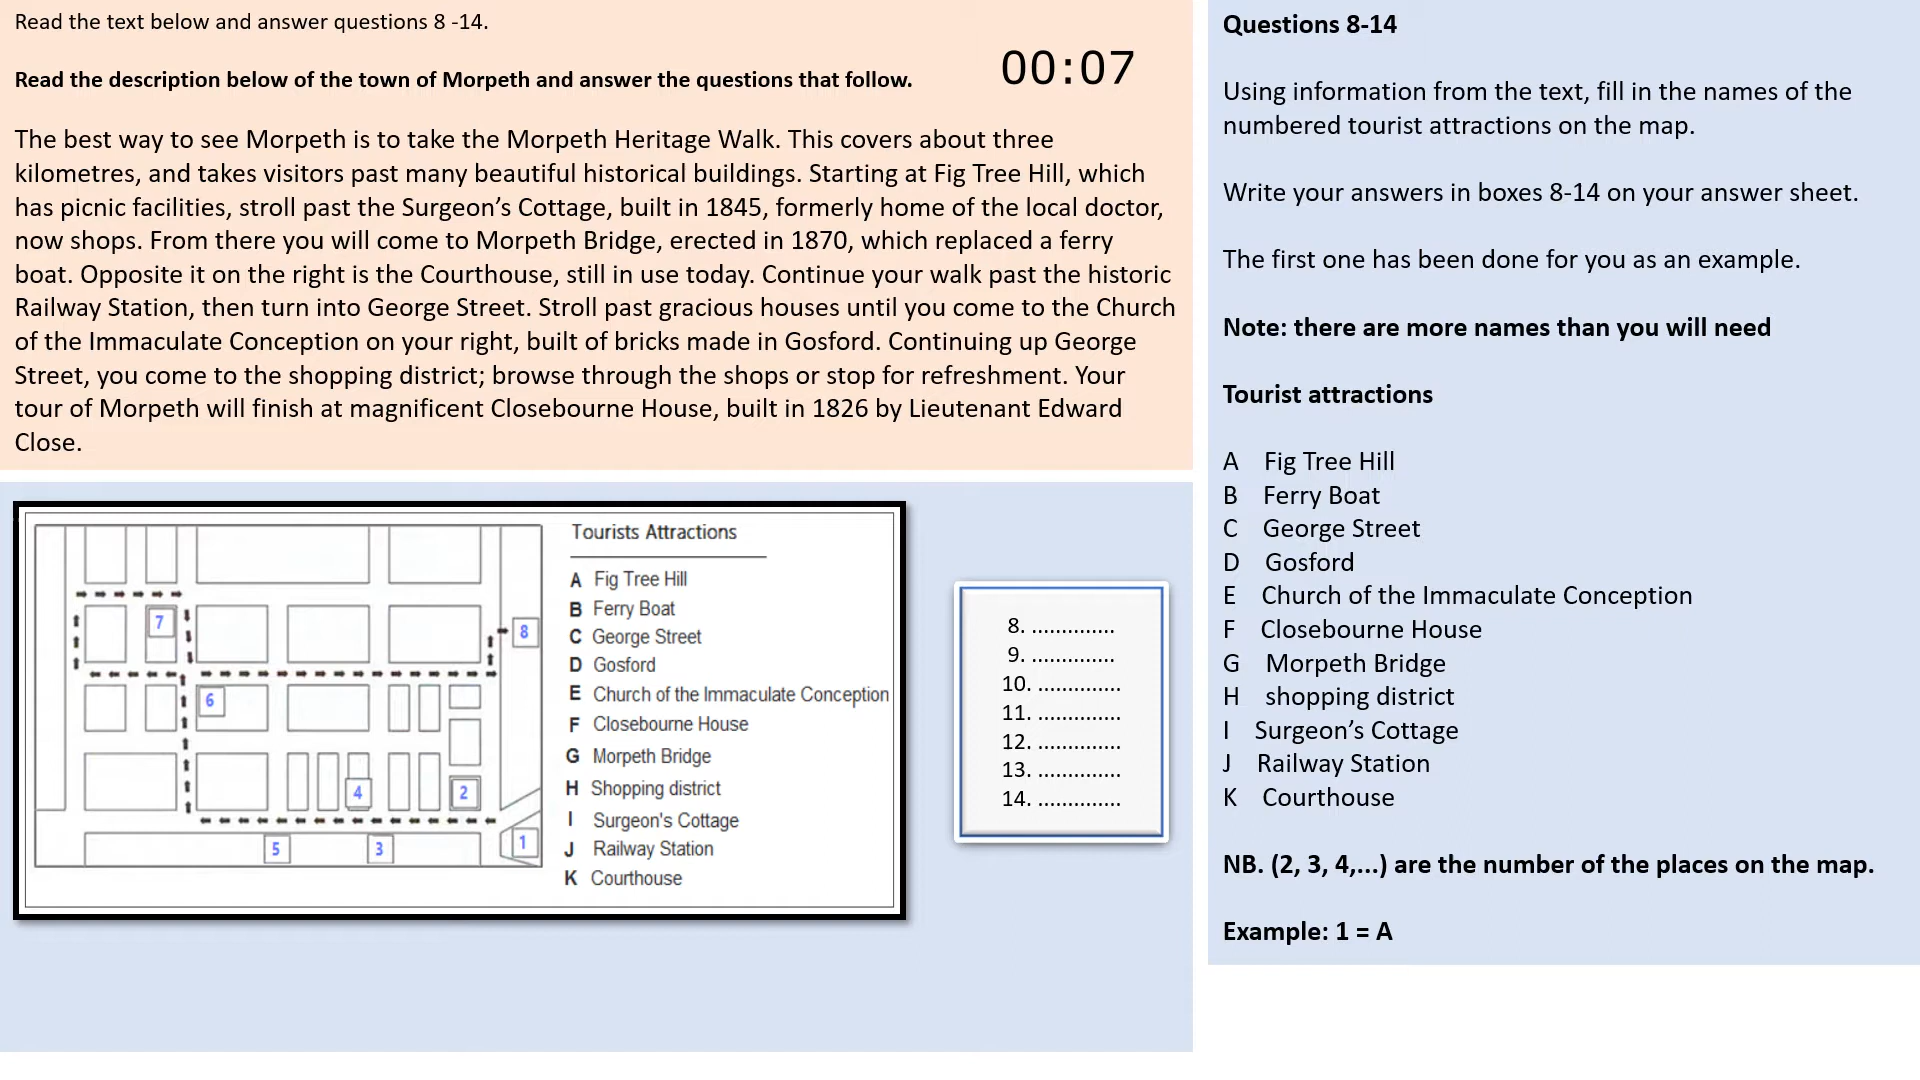 Read the text below and answer questions 8 -14.
00:07
Read the description below of the town of Morpeth and answer the questions that follow.
The best way to see Morpeth is to take the Morpeth Heritage Walk. This covers about three
kilometres, and takes visitors past many beautiful historical buildings. Starting at Fig Tree Hill, which
has picnic facilities, stroll past the Surgeon’s Cottage, built in 1845, formerly home of the local doctor,
now shops. From there you will come to Morpeth Bridge, erected in 1870, which replaced a ferry
boat. Opposite it on the right is the Courthouse, still in use today. Continue your walk past the historic
Railway Station, then turn into George Street. Stroll past gracious houses until you come to the Church
of the Immaculate Conception on your right, built of bricks made in Gosford. Continuing up George
Street, you come to the shopping district; browse through the shops or stop for refreshment. Your
tour of Morpeth will finish at magnificent Closebourne House, built in 1826 by Lieutenant Edward
Close.
7
8
6
4
2
5
3
1
Tourists Attractions
A Fig Tree Hill
B Ferry Boat
C George Street
D Gosford
E Church of the Immaculate Conception
F Closebourne House
G Morpeth Bridge
H Shopping district
I Surgeon's Cottage
J Railway Station
K Courthouse
8. ..............
9. ..............
10. ..............
11. ..............
12. ..............
13. ..............
14. ..............
Questions 8-14
Using information from the text, fill in the names of the
numbered tourist attractions on the map.
Write your answers in boxes 8-14 on your answer sheet.
The first one has been done for you as an example.
Note: there are more names than you will need
Tourist attractions
A Fig Tree Hill
B Ferry Boat
C George Street
D Gosford
E Church of the Immaculate Conception
F Closebourne House
G Morpeth Bridge
H shopping district
I Surgeon’s Cottage
J Railway Station
K Courthouse
NB. (2, 3, 4,...) are the number of the places on the map.
Example: 1 = A